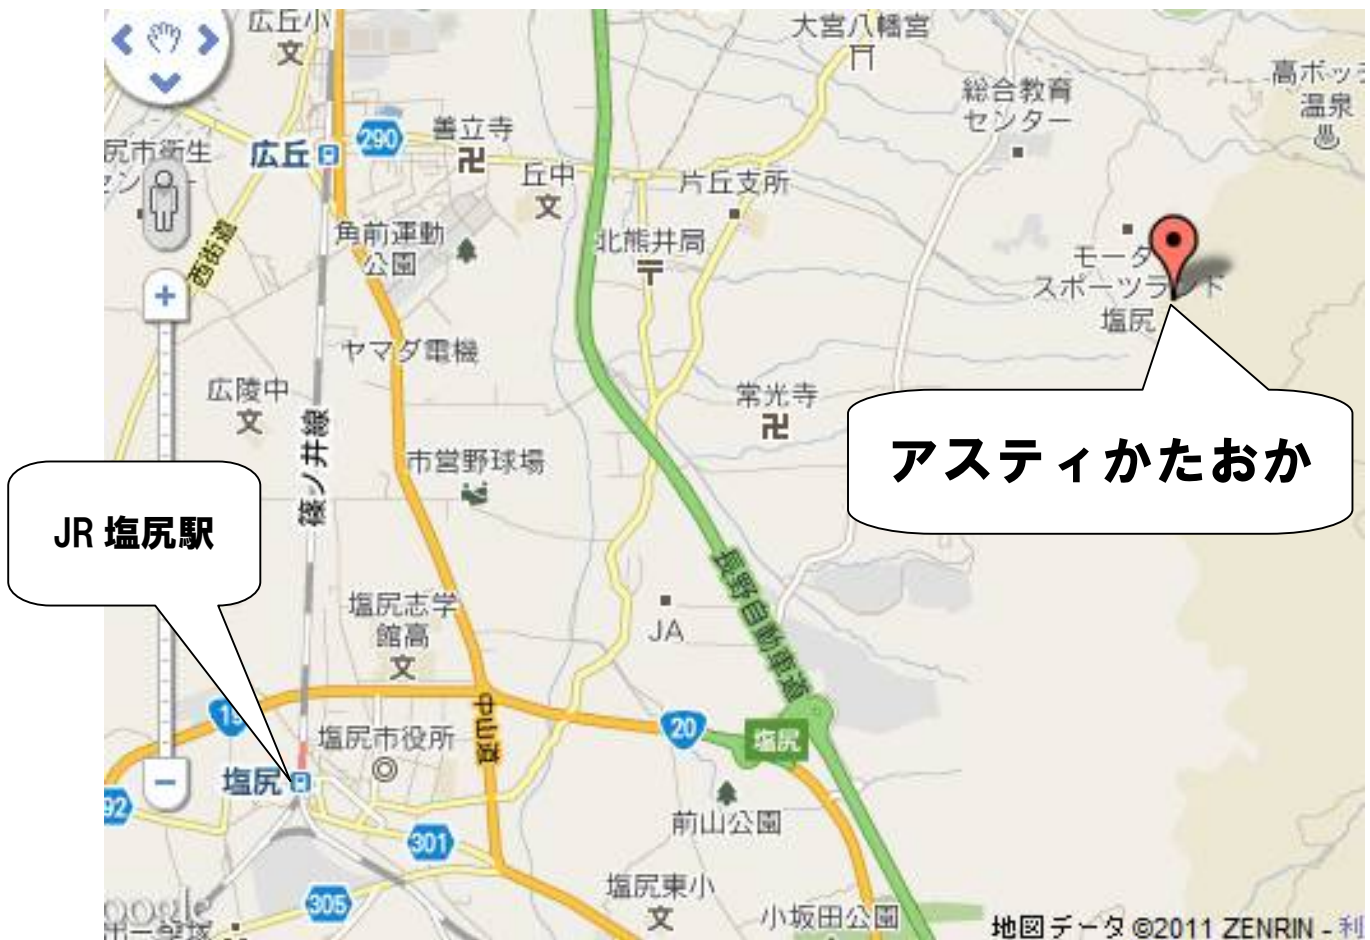 広丘小
文
大宮八幡宮
総合教育
センター
高ボッ
温泉
290
善立寺
広丘
尻市衛生
丘中
文
片丘支所
西街道
角前運動
公園
北熊井局
モータ
スポーツランド
塩尻
+
ヤマダ電機
広陵中
文
常光寺
アスティかたおか
篠ノ井線
市営野球場
JR 塩尻駅
長野自動車道
塩尻志学
館高
文
JA
19
中山道
20
塩尻
塩尻市役所
塩尻
−
92
前山公園
301
塩尻東小
文
305
小坂田公園
地図データ ©2011 ZENRIN - 利